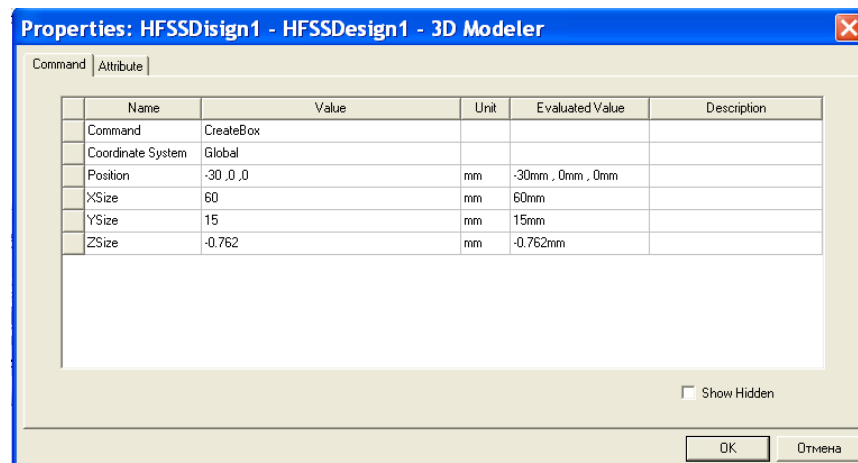 Properties: HFSSDisign1 - HFSSDesign1 - 3D Modeler
Command Attribute
Name Value Unit Evaluated Value Description
Command CreateBox
Coordinate System Global
Position -30 ,0 ,0 mm -30mm , 0mm , 0mm
XSize 60 mm 60mm
YSize 15 mm 15mm
ZSize -0.762 mm -0.762mm
Show Hidden
OK Отмена